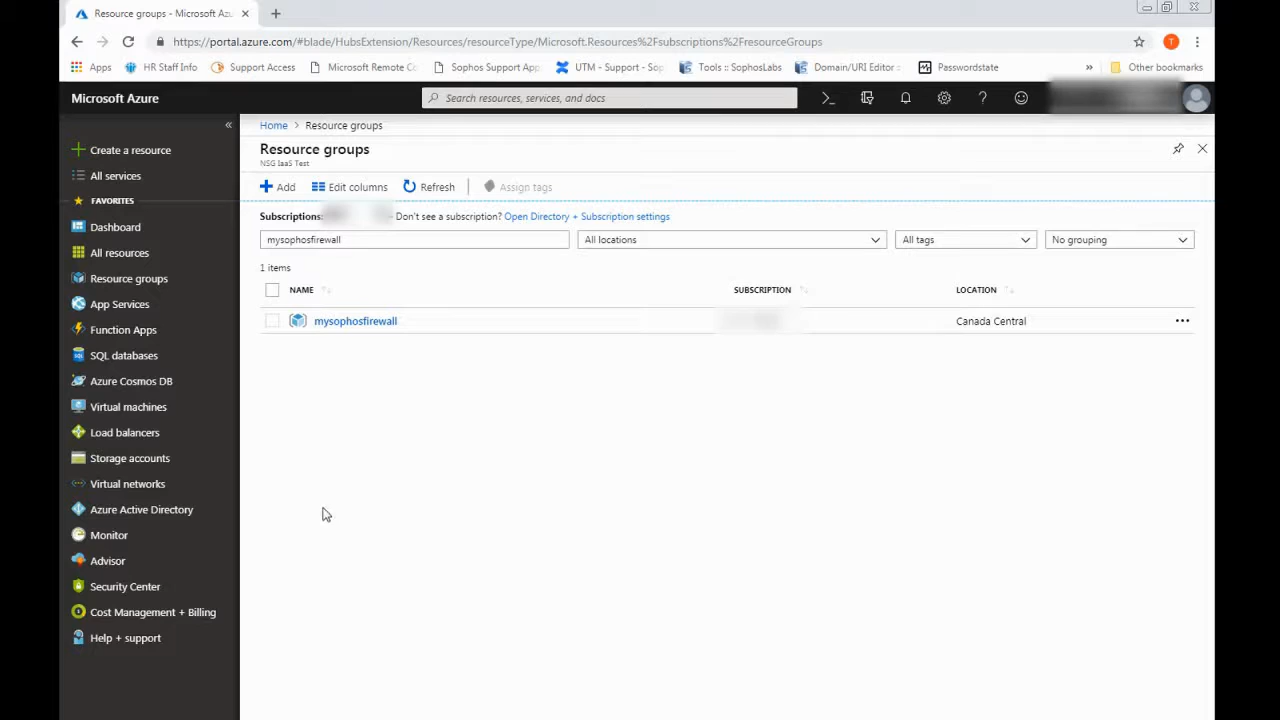 Resource groups - Microsoft Azu
https://portal.azure.com/#blade/HubsExtension/Resources/resourceType/Microsoft.Resources%2Fsubscriptions%2FresourceGroups
T
Apps HR Staff Info Support Access Microsoft Remote Co Sophos Support App UTM - Support - Sop Tools :: SophosLabs Domain/URI Editor :: Passwordstate » Other bookmarks
Microsoft Azure
Search resources, services, and docs
Home > Resource groups
Resource groups
NSG IaaS Test
Add Edit columns Refresh Assign tags
Subscriptions: - Don't see a subscription? Open Directory + Subscription settings
mysophosfirewall All locations All tags No grouping
1 items
NAME SUBSCRIPTION LOCATION
mysophosfirewall Canada Central
Create a resource
All services
FAVORITES
Dashboard
All resources
Resource groups
App Services
Function Apps
SQL databases
Azure Cosmos DB
Virtual machines
Load balancers
Storage accounts
Virtual networks
Azure Active Directory
Monitor
Advisor
Security Center
Cost Management + Billing
Help + support